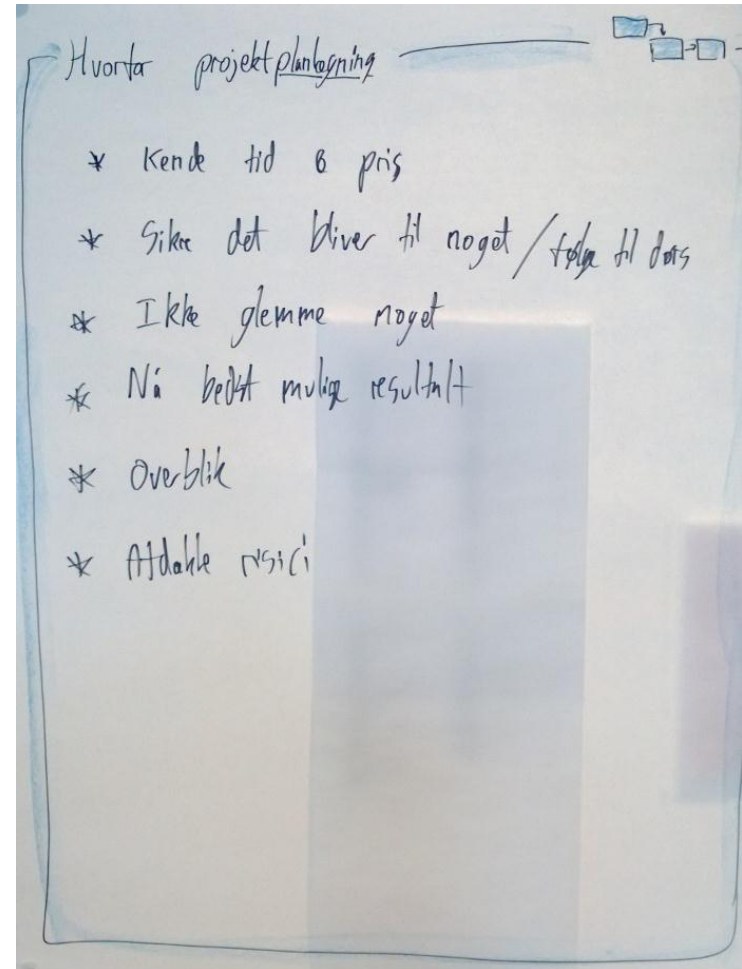 Hvorfor projektplanlægning
* Kende tid & pris
* Sikre det bliver til noget / følge til dørs
* Ikke glemme noget
* Nå bedst mulige resultat
* Overblik
* Afdække risici